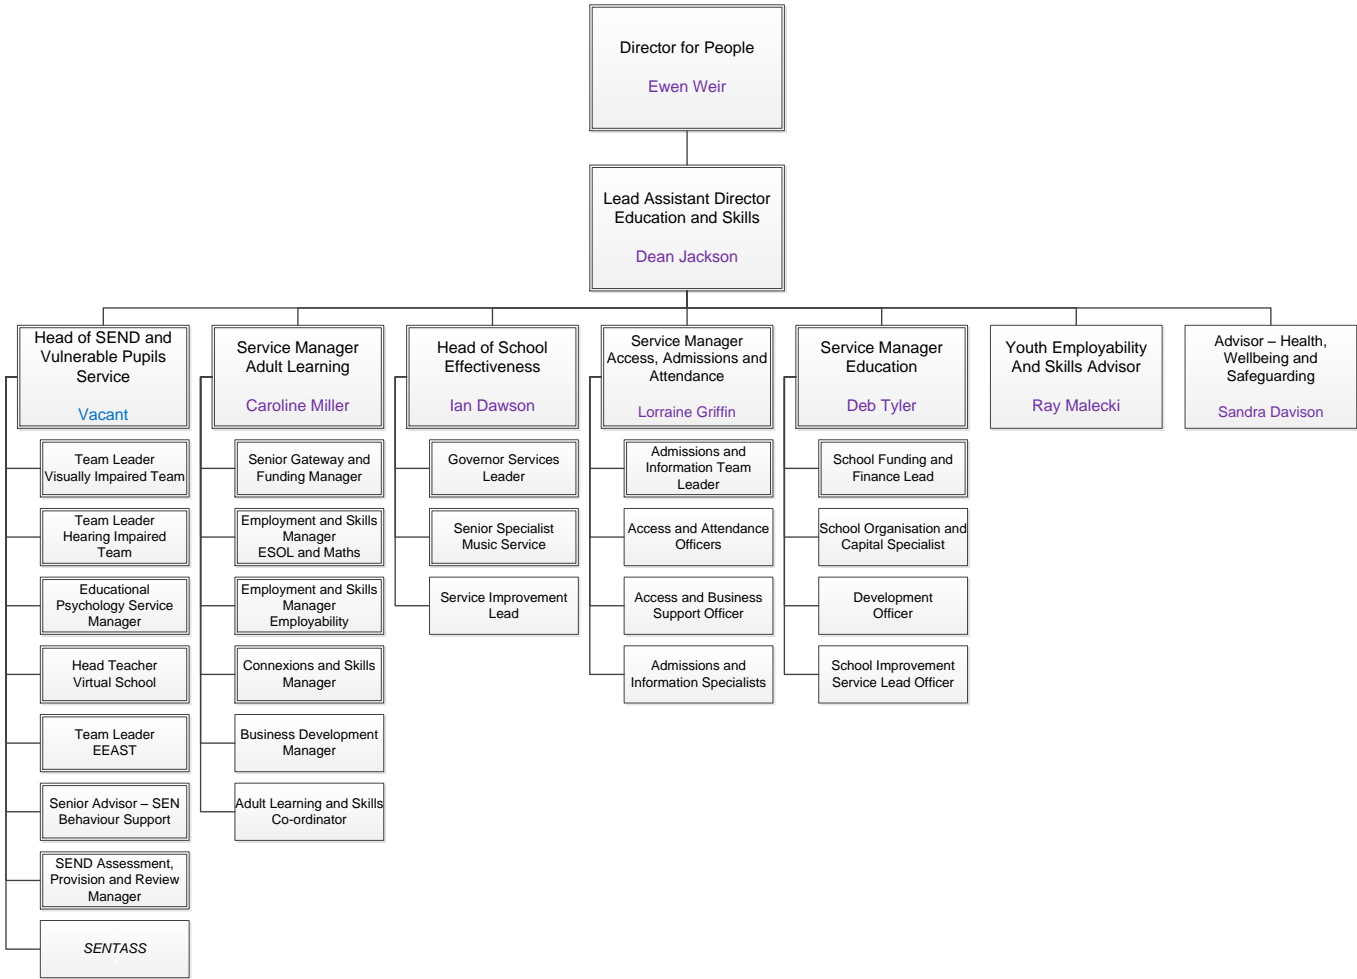 Director for People
Ewen Weir
Lead Assistant Director
Education and Skills
Dean Jackson
Head of SEND and
Vulnerable Pupils
Service
Vacant
Service Manager
Adult Learning
Caroline Miller
Head of School
Effectiveness
Ian Dawson
Service Manager
Access, Admissions and
Attendance
Lorraine Griffin
Service Manager
Education
Deb Tyler
Youth Employability
And Skills Advisor
Ray Malecki
Advisor – Health,
Wellbeing and
Safeguarding
Sandra Davison
Team Leader
Visually Impaired Team
Team Leader
Hearing Impaired
Team
Educational
Psychology Service
Manager
Head Teacher
Virtual School
Team Leader
EEAST
Senior Advisor – SEN
Behaviour Support
SEND Assessment,
Provision and Review
Manager
SENTASS
Senior Gateway and
Funding Manager
Employment and Skills
Manager
ESOL and Maths
Employment and Skills
Manager
Employability
Connexions and Skills
Manager
Business Development
Manager
Adult Learning and Skills
Co-ordinator
Governor Services
Leader
Senior Specialist
Music Service
Service Improvement
Lead
Admissions and
Information Team
Leader
Access and Attendance
Officers
Access and Business
Support Officer
Admissions and
Information Specialists
School Funding and
Finance Lead
School Organisation and
Capital Specialist
Development
Officer
School Improvement
Service Lead Officer